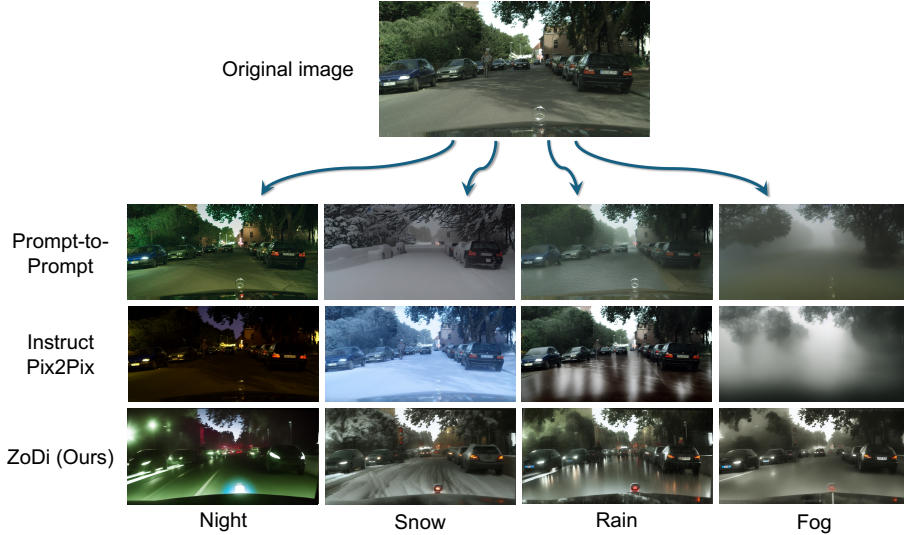 Original image
Prompt-to-
Prompt
Instruct
Pix2Pix
ZoDi (Ours)
Night
Snow
Rain
Fog